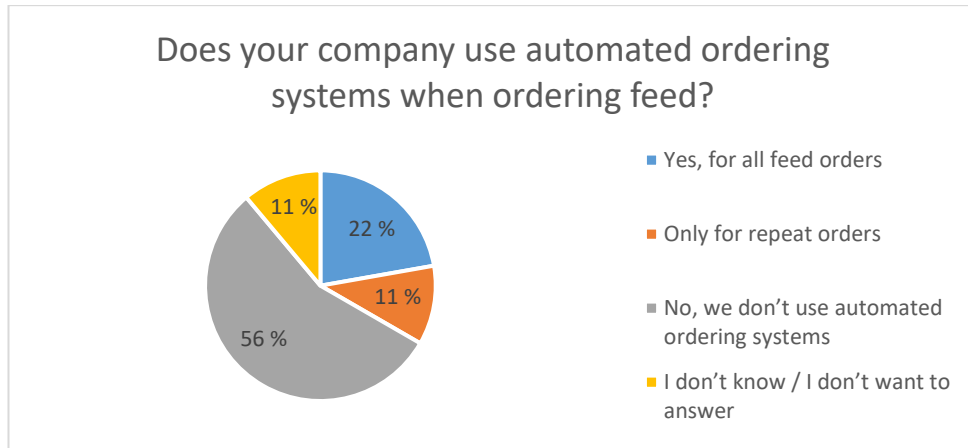 Does your company use automated ordering
systems when ordering feed?
11 %
22 %
11 %
56 %
Yes, for all feed orders
Only for repeat orders
No, we don’t use automated
ordering systems
I don’t know / I don’t want to
answer